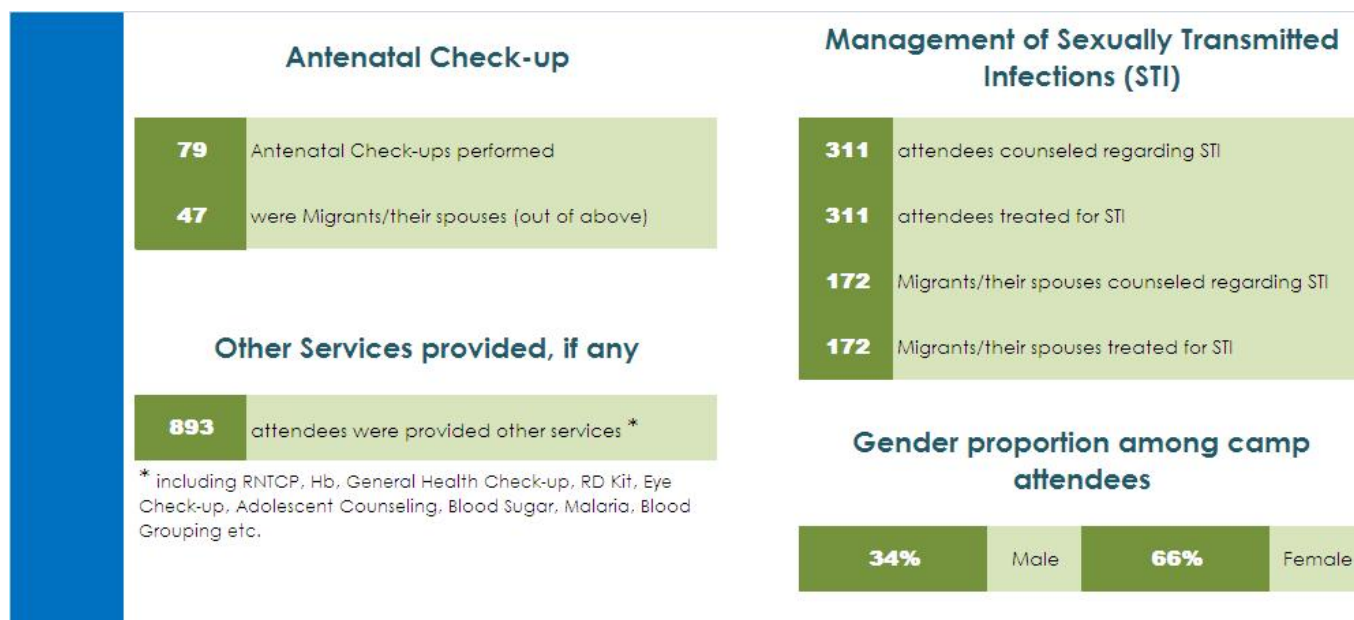 Antenatal Check-up
79 Antenatal Check-ups performed
47 were Migrants/their spouses (out of above)
Other Services provided, if any
893 attendees were provided other services *
* including RNTCP, Hb, General Health Check-up, RD Kit, Eye
Check-up, Adolescent Counseling, Blood Sugar, Malaria, Blood
Grouping etc.
Management of Sexually Transmitted
Infections (STI)
311 attendees counseled regarding STI
311 attendees treated for STI
172 Migrants/their spouses counseled regarding STI
172 Migrants/their spouses treated for STI
Gender proportion among camp
attendees
34% Male 66% Female